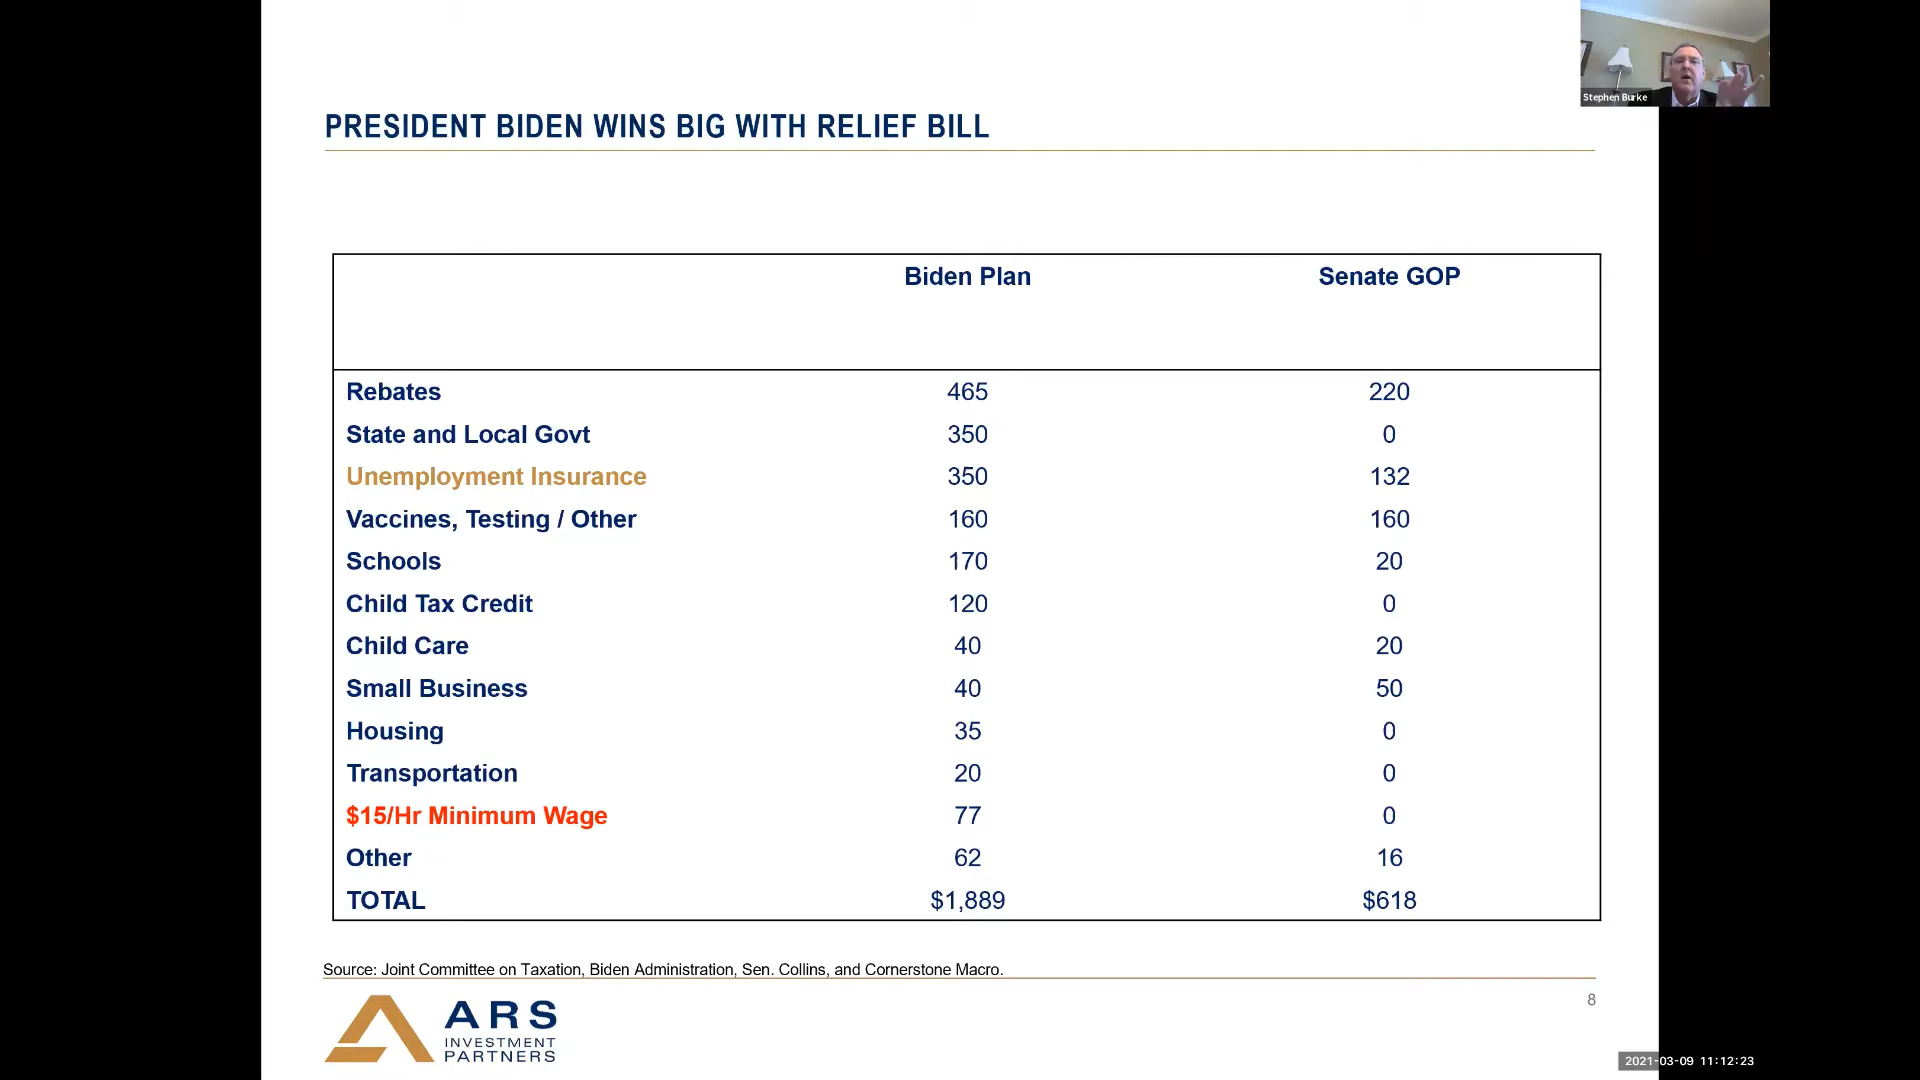 Stephen Burke
PRESIDENT BIDEN WINS BIG WITH RELIEF BILL
Biden Plan Senate GOP
Rebates 465 220
State and Local Govt 350 0
Unemployment Insurance 350 132
Vaccines, Testing / Other 160 160
Schools 170 20
Child Tax Credit 120 0
Child Care 40 20
Small Business 40 50
Housing 35 0
Transportation 20 0
$15/Hr Minimum Wage 77 0
Other 62 16
TOTAL $1,889 $618
Source: Joint Committee on Taxation, Biden Administration, Sen. Collins, and Cornerstone Macro.
8
ARS
INVESTMENT
PARTNERS
2021-03-09 11:12:23